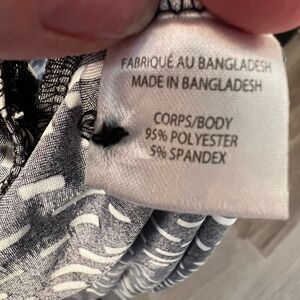 FABRIQUÉ AU BANGLADESH
MADE IN BANGLADESH
CORPS/BODY
95% POLYESTER
5% SPANDEX